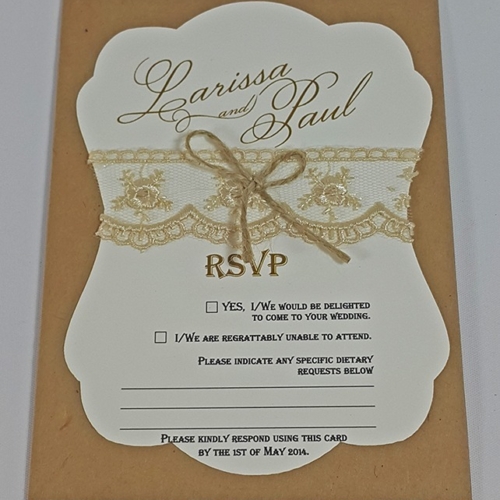 Larissa
and
Paul
RSVP
Yes, I/We would be delighted
to come to your wedding.
I/We are regrattably unable to attend.
Please indicate any specific dietary
requests below
Please kindly respond using this card
by the 1st of May 2014.